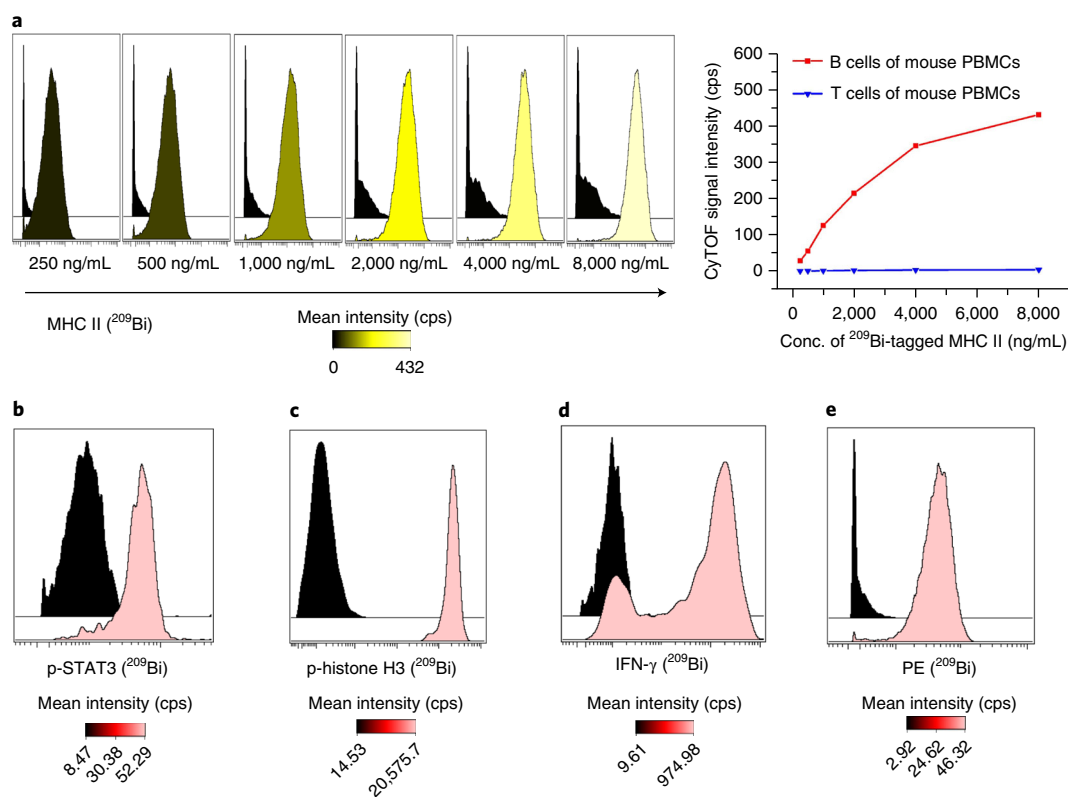 a
250 ng/mL 500 ng/mL 1,000 ng/mL 2,000 ng/mL 4,000 ng/mL 8,000 ng/mL
MHC II (²⁰⁹Bi)
Mean intensity (cps)
0 432
CyTOF signal intensity (cps)
600
500
400
300
200
100
0
B cells of mouse PBMCs
T cells of mouse PBMCs
0 2,000 4,000 6,000 8,000
Conc. of ²⁰⁹Bi-tagged MHC II (ng/mL)
b
p-STAT3 (²⁰⁹Bi)
Mean intensity (cps)
8.47 30.38 52.29
c
p-histone H3 (²⁰⁹Bi)
Mean intensity (cps)
14.53 20,575.7
d
IFN-γ (²⁰⁹Bi)
Mean intensity (cps)
9.61 974.98
e
PE (²⁰⁹Bi)
Mean intensity (cps)
2.92 24.62 46.32